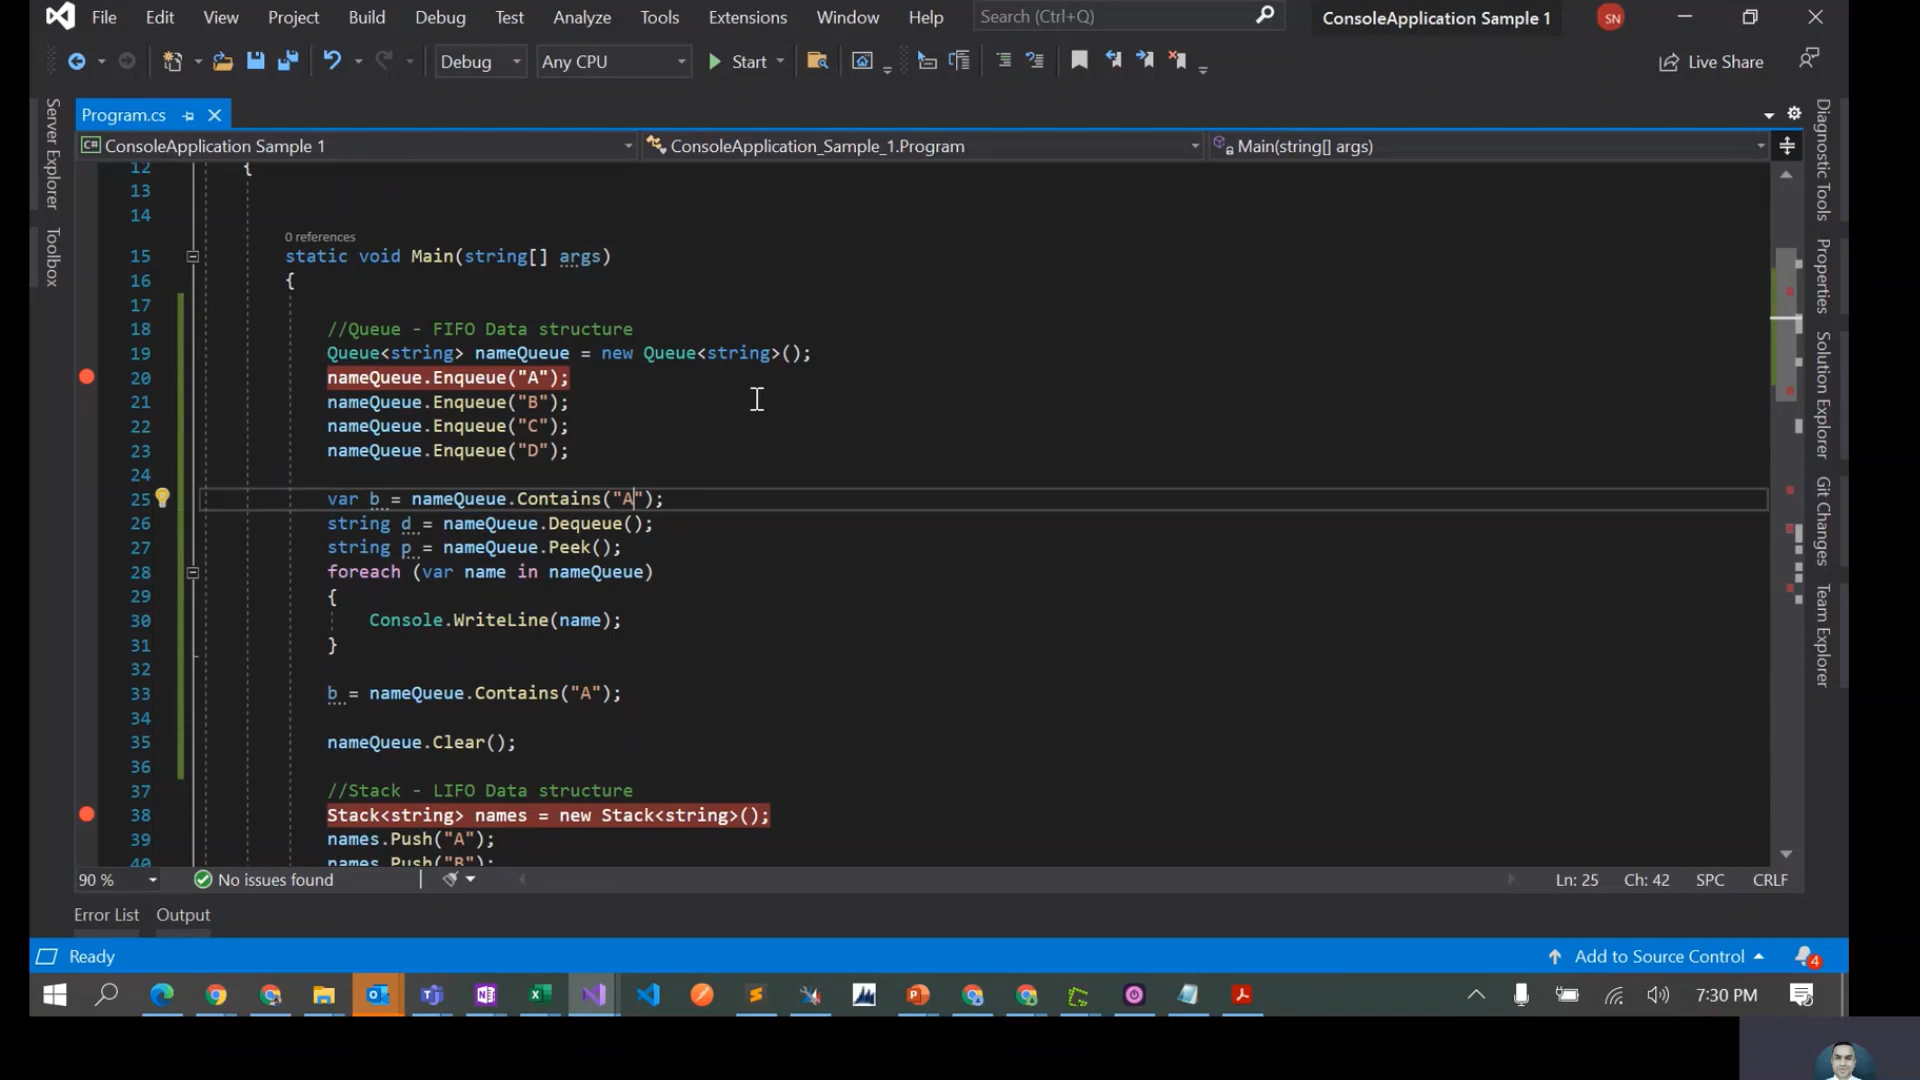 File Edit View Project Build Debug Test Analyze Tools Extensions Window Help Search (Ctrl+Q) ConsoleApplication Sample 1 SN
Debug Any CPU Start Live Share
Program.cs
ConsoleApplication Sample 1 ConsoleApplication_Sample_1.Program Main(string[] args)
Server Explorer
Toolbox
12 {
13
14
0 references
15 static void Main(string[] args)
16 {
17
18 //Queue - FIFO Data structure
19 Queue<string> nameQueue = new Queue<string>();
20 nameQueue.Enqueue("A");
21 nameQueue.Enqueue("B");
22 nameQueue.Enqueue("C");
23 nameQueue.Enqueue("D");
24
25 var b = nameQueue.Contains("A");
26 string d = nameQueue.Dequeue();
27 string p = nameQueue.Peek();
28 foreach (var name in nameQueue)
29 {
30 Console.WriteLine(name);
31 }
32
33 b = nameQueue.Contains("A");
34
35 nameQueue.Clear();
36
37 //Stack - LIFO Data structure
38 Stack<string> names = new Stack<string>();
39 names.Push("A");
40 names.Push("B");
Diagnostic Tools
Properties
Solution Explorer
Git Changes
Team Explorer
90 % No issues found Ln: 25 Ch: 42 SPC CRLF
Error List Output
Ready Add to Source Control 4
7:30 PM